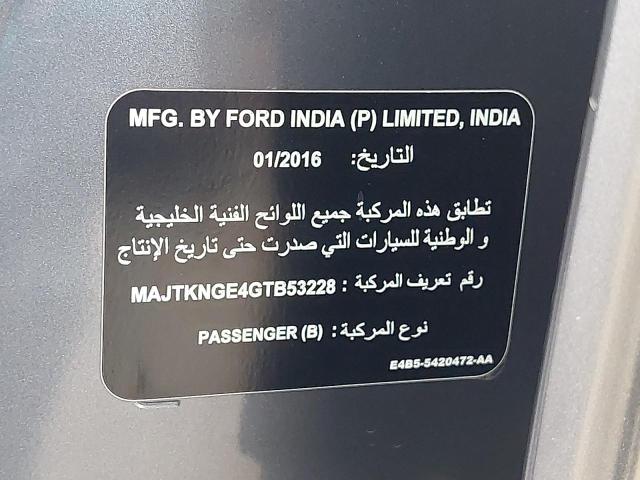 MFG. BY FORD INDIA (P) LIMITED, INDIA
التاريخ: 01/2016
تطابق هذه المركبة جميع اللوائح الفنية الخليجية
و الوطنية للسيارات التي صدرت حتى تاريخ الإنتاج
رقم تعريف المركبة : MAJTKNGE4GTB53228
نوع المركبة : PASSENGER (B)
E4B5-5420472-AA